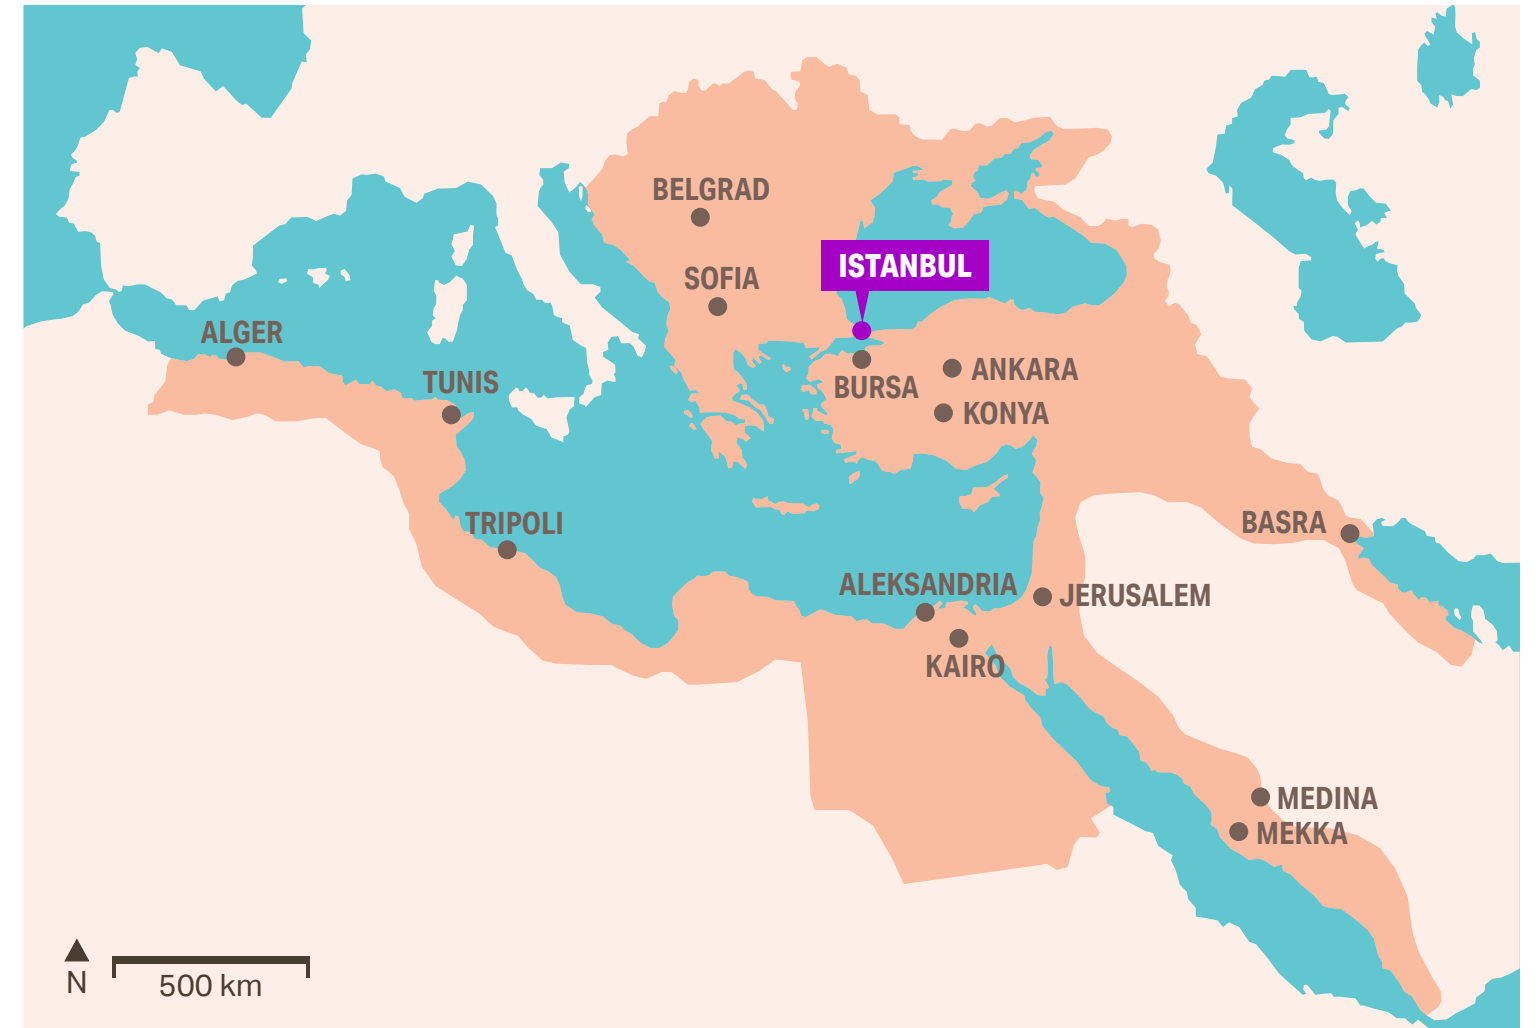 BELGRAD
ISTANBUL
SOFIA
ALGER
TUNIS
BURSA
ANKARA
KONYA
TRIPOLI
BASRA
ALEKSANDRIA
JERUSALEM
KAIRO
MEDINA
MEKKA
N
500 km